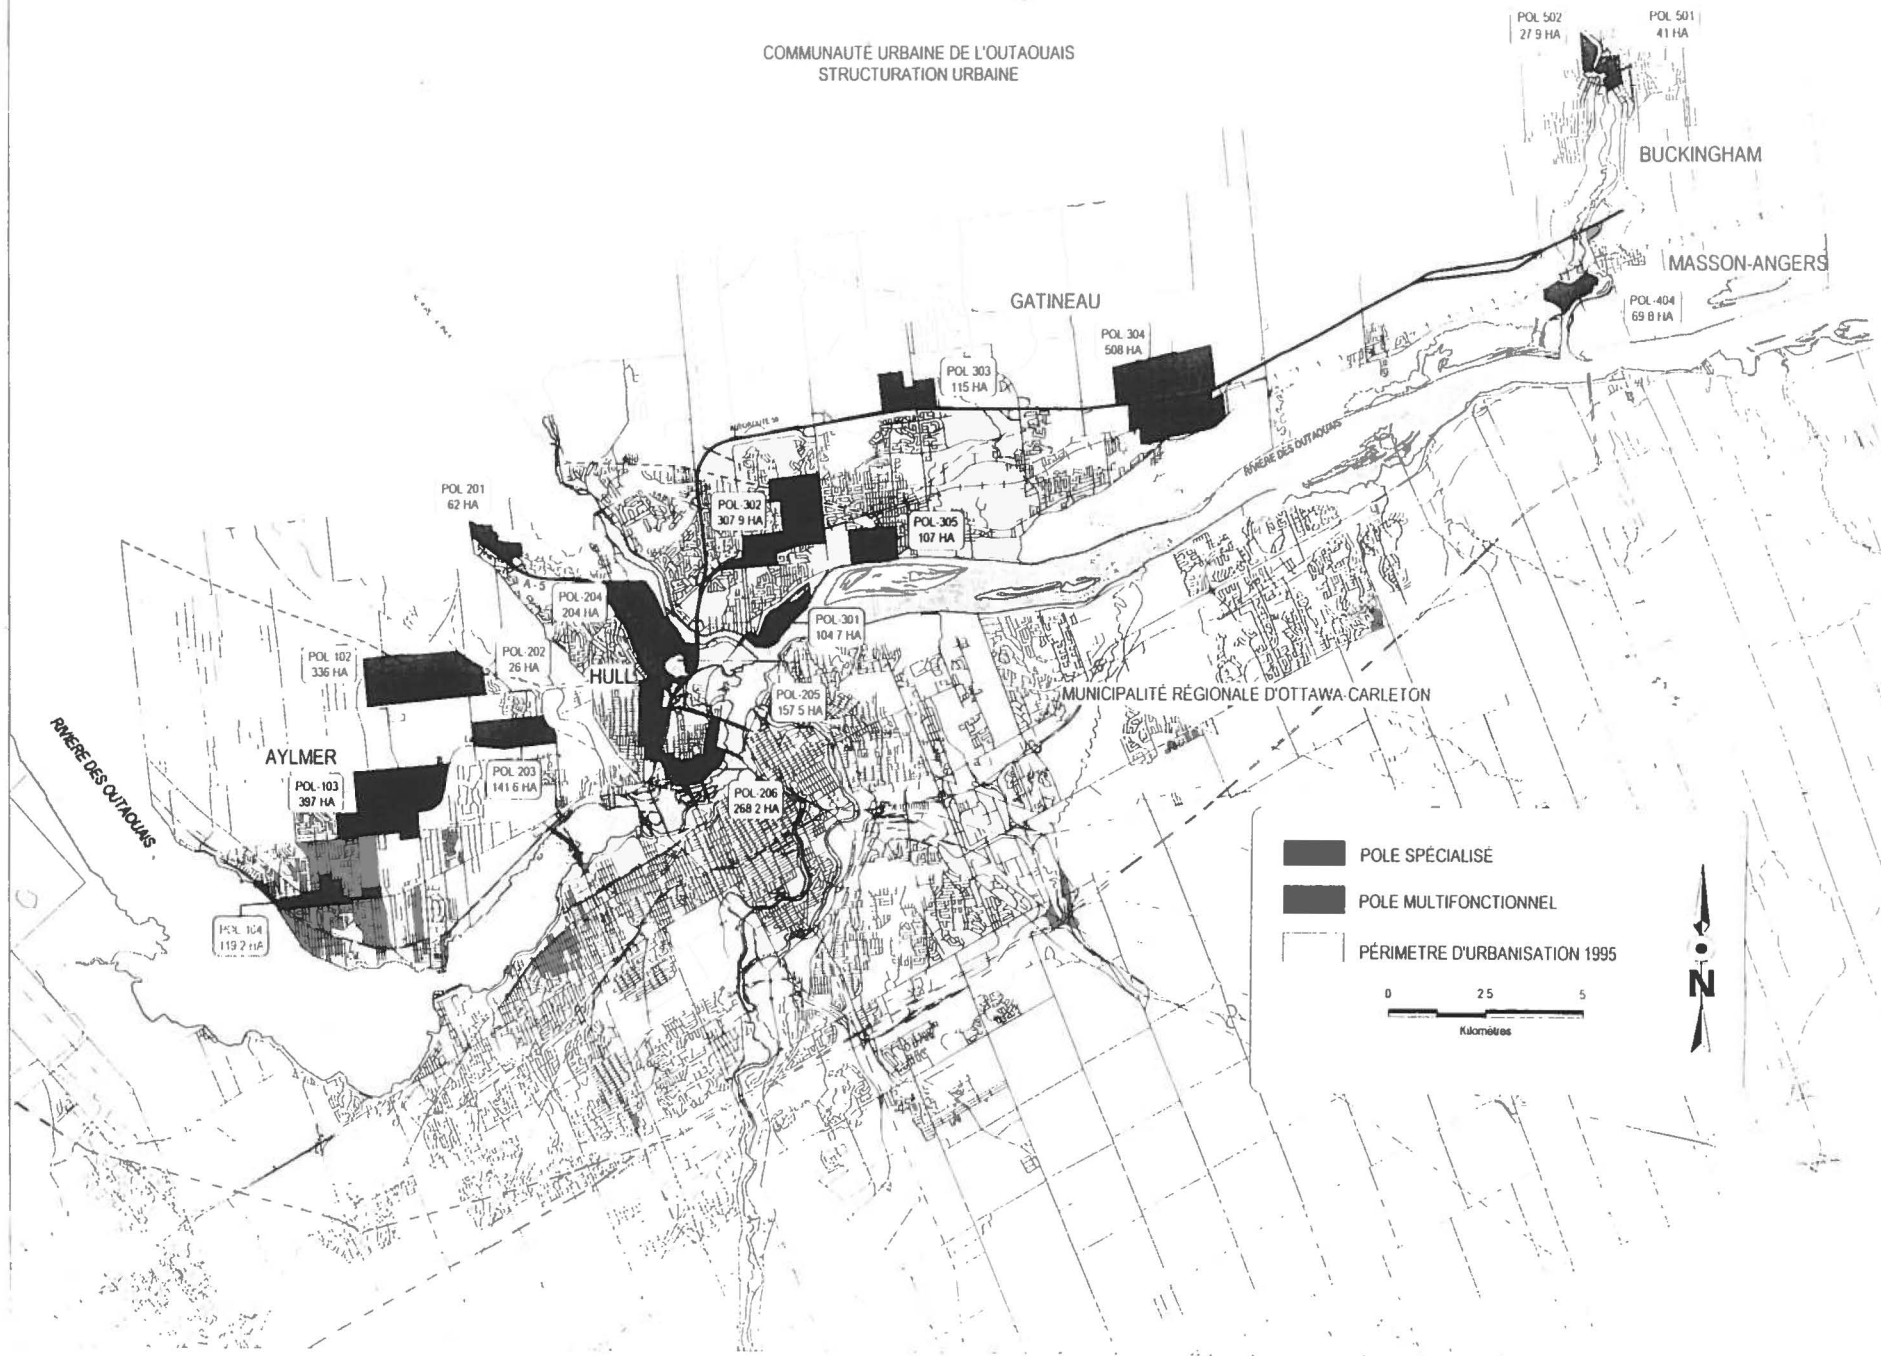 COMMUNAUTÉ URBAINE DE L'OUTAOUAIS
STRUCTURATION URBAINE
POL 502
27 9 HA
POL 501
41 HA
BUCKINGHAM
MASSON-ANGERS
POL-404
69 8 HA
GATINEAU
POL 304
508 HA
POL 303
115 HA
AUTOROUTE 50
RIVIÈRE DES OUTAOUAIS
POL 201
62 HA
POL-302
307 9 HA
POL-305
107 HA
A-5
POL-204
204 HA
POL-301
104 7 HA
POL 102
336 HA
POL-202
26 HA
HULL
POL-205
157 5 HA
MUNICIPALITÉ RÉGIONALE D'OTTAWA-CARLETON
RIVIERE DES OUTAOUAIS
AYLMER
POL-103
397 HA
POL 203
141 6 HA
POL-206
268 2 HA
POL 104
119 2 HA
POLE SPÉCIALISÉ
POLE MULTIFONCTIONNEL
PÉRIMETRE D'URBANISATION 1995
0 2 5 5
Kilomètres
N